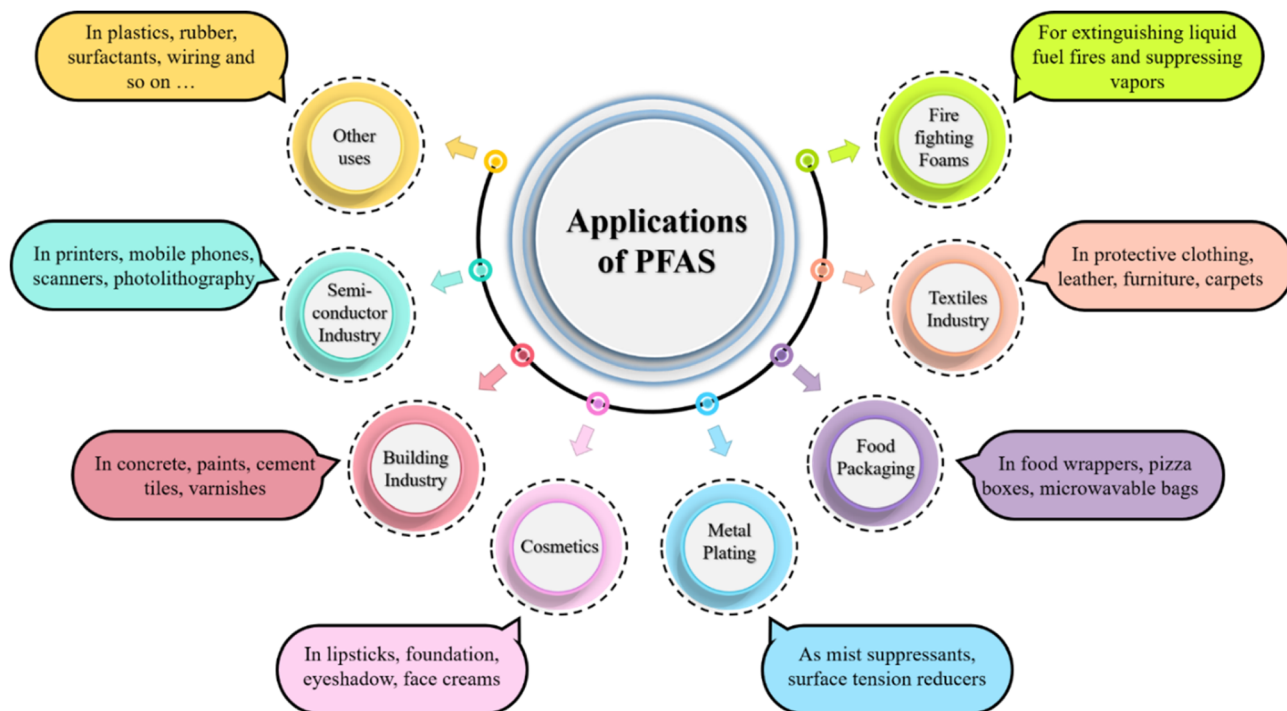 Applications
of PFAS
For extinguishing liquid
fuel fires and suppressing
vapors
Fire
fighting
Foams
In protective clothing,
leather, furniture, carpets
Textiles
Industry
In food wrappers, pizza
boxes, microwavable bags
Food
Packaging
As mist suppressants,
surface tension reducers
Metal
Plating
In lipsticks, foundation,
eyeshadow, face creams
Cosmetics
In concrete, paints, cement
tiles, varnishes
Building
Industry
In printers, mobile phones,
scanners, photolithography
Semi-
conductor
Industry
In plastics, rubber,
surfactants, wiring and
so on …
Other
uses